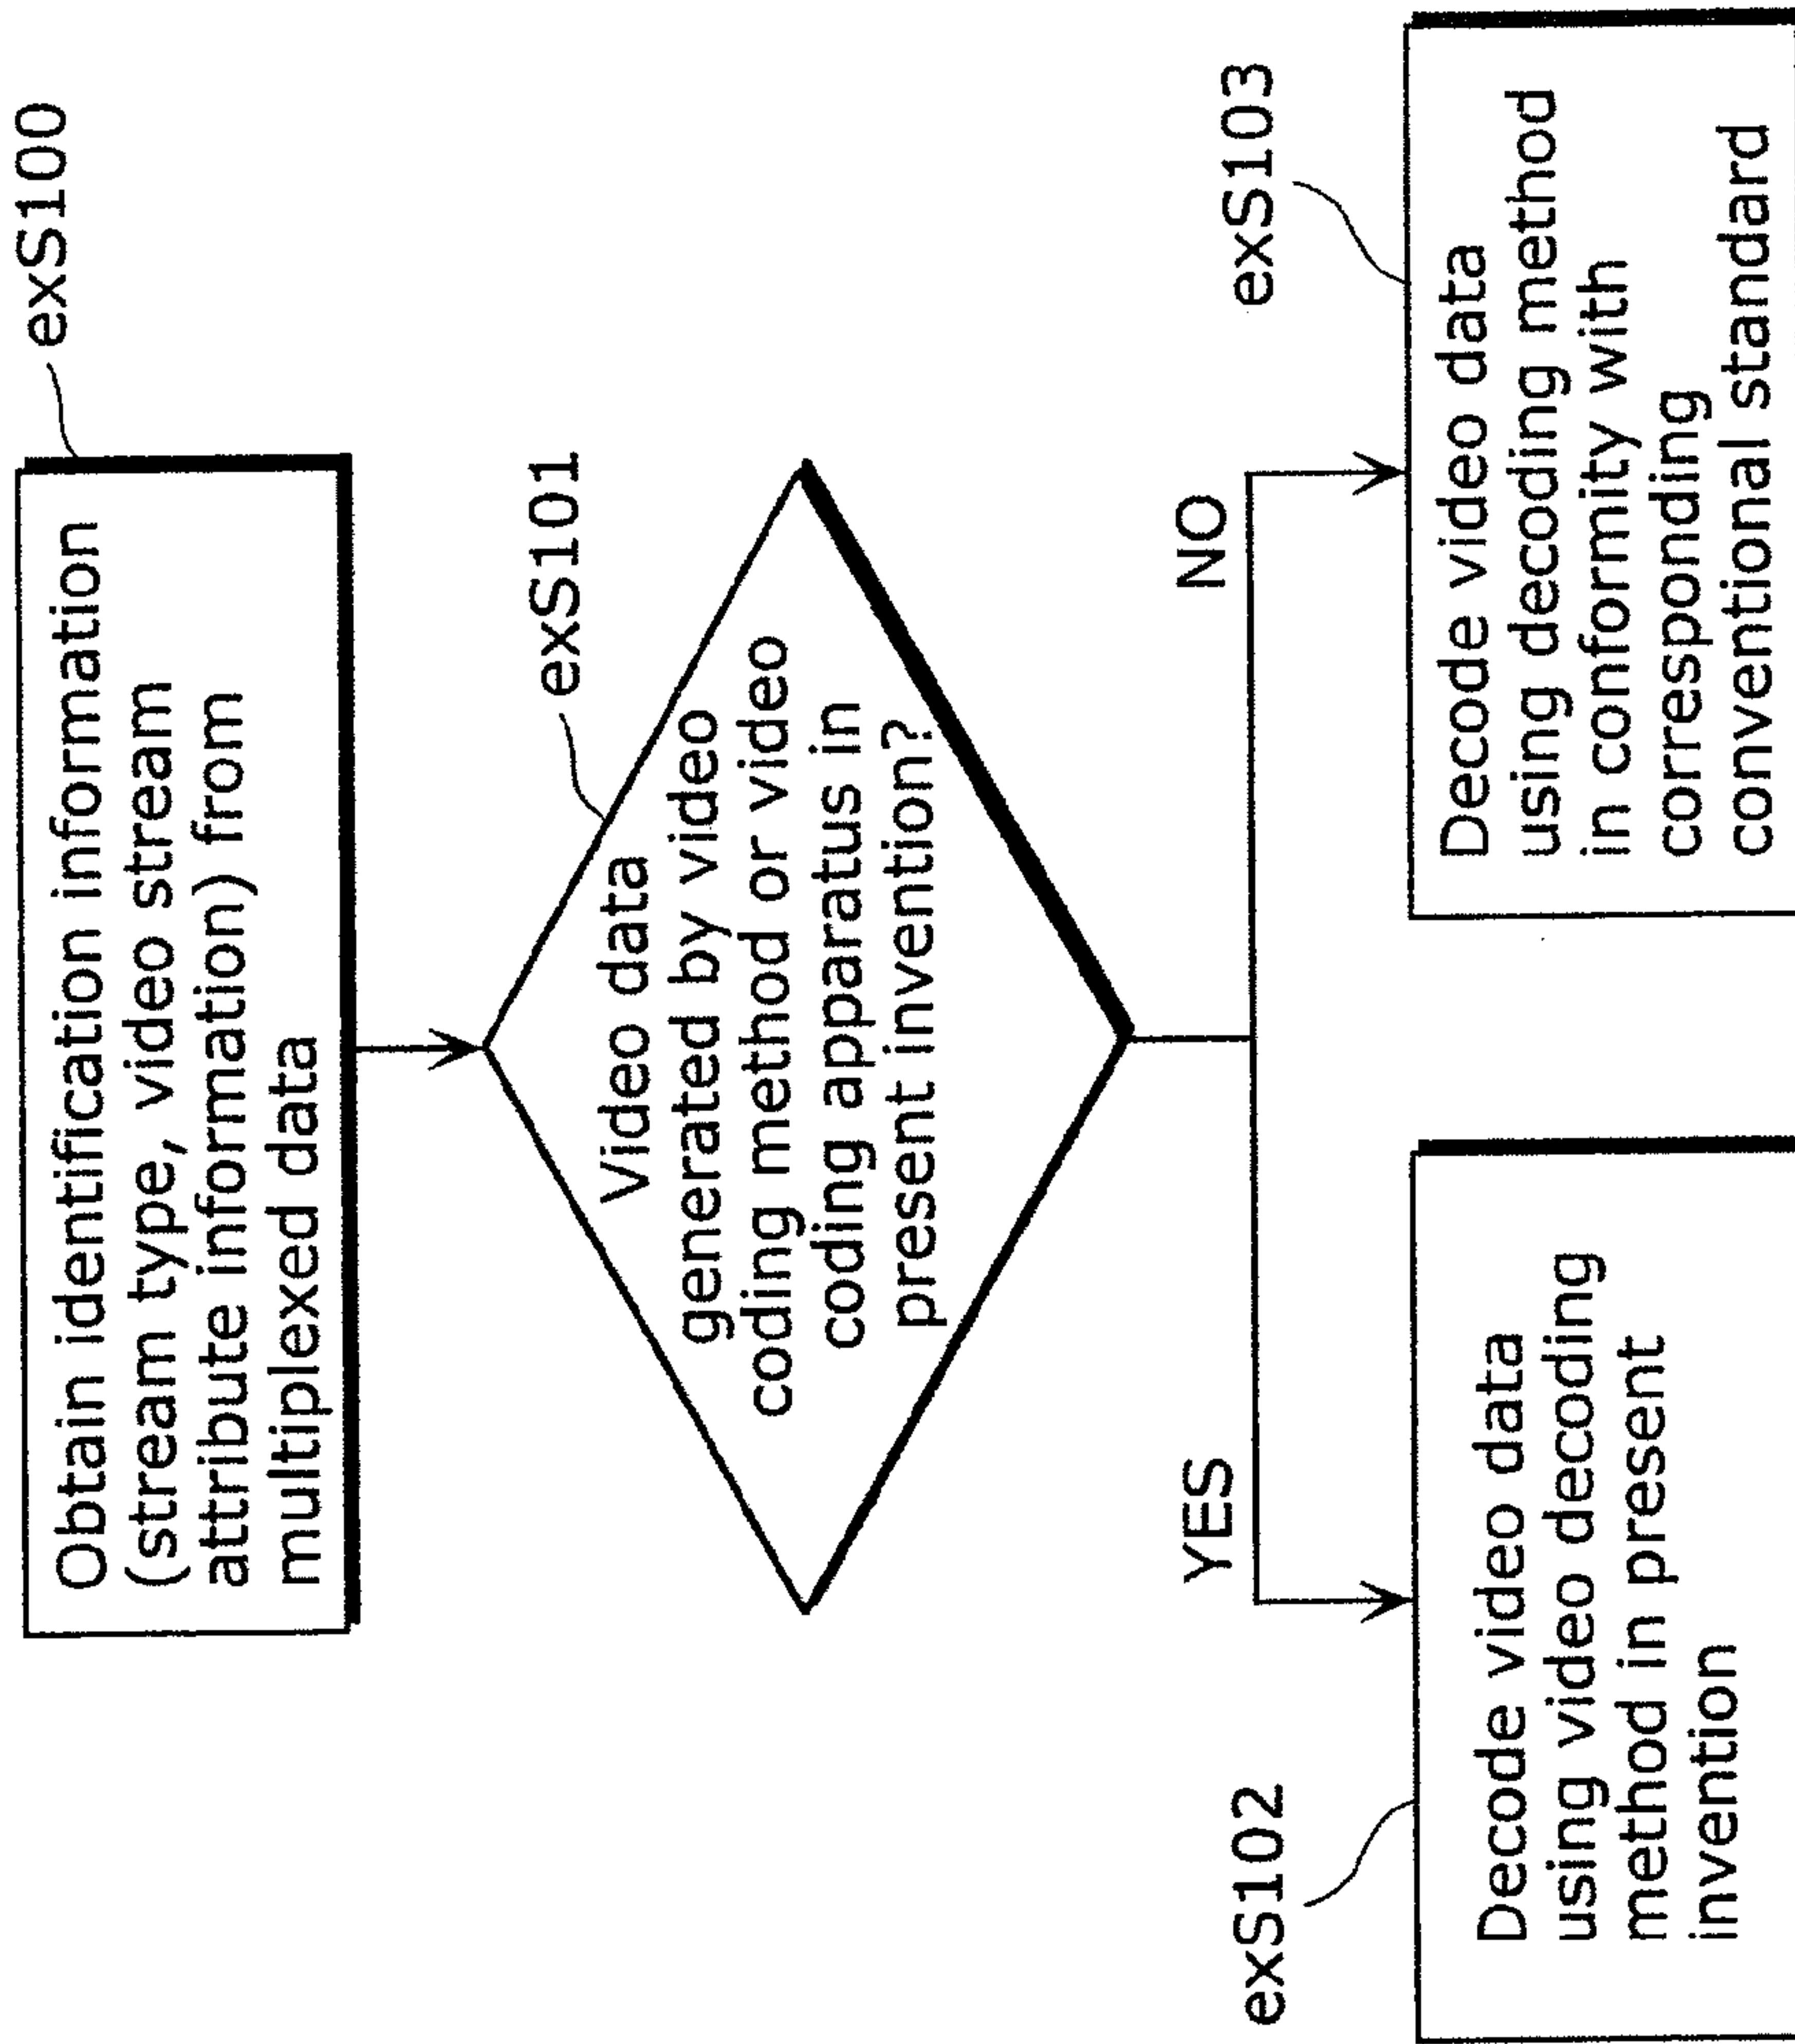 exS100
Obtain identification information
(stream type, video stream
attribute information) from
multiplexed data
exS101
Video data
generated by video
coding method or video
coding apparatus in
present invention?
YES
NO
exS102
Decode video data
using video decoding
method in present
invention
exS103
Decode video data
using decoding method
in conformity with
corresponding
conventional standard